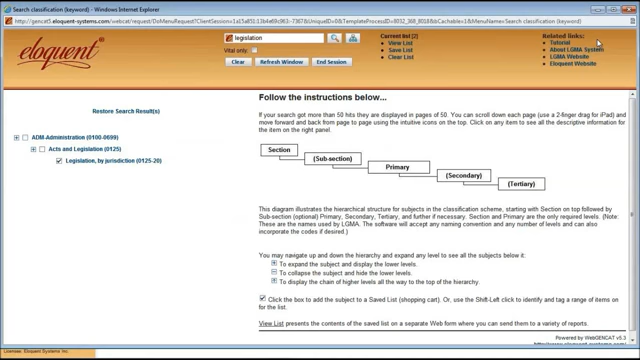 Search classification (keyword) - Windows Internet Explorer
eloquent
legislation
Vital only:
Clear
Refresh Window
End Session
Current list [2]
View List
Save List
Clear List
Related links:
Tutorial
About LGMA System
LGMA Website
Eloquent Website
Restore Search Result(s)
ADM-Administration (0100-0699)
Acts and Legislation (0125)
Legislation, by jurisdiction (0125-20)
Follow the instructions below...
If your search got more than 50 hits they are displayed in pages of 50. You can scroll down each page (use a 2-finger drag for iPad) and
move forward and back from page to page using the intuitive icons on the top. Click on any item to see all the descriptive information for
the item on the right panel.
Section
(Sub-section)
Primary
(Secondary)
(Tertiary)
This diagram illustrates the hierarchical structure for subjects in the classification scheme, starting with Section on top followed by
Sub-section (optional) Primary, Secondary, Tertiary, and further if necessary. Section and Primary are the only required levels. (Note:
These are the names used by LGMA. The software will accept any naming convention and any number of levels and can also
incorporate the codes if desired.)
You may navigate up and down the hierarchy and expand any level to see all the subjects below it:
To expand the subject and display the lower levels.
To collapse the subject and hide the lower levels.
To display the chain of higher levels all the way to the top of the hierarchy.
Click the box to add the subject to a Saved List (shopping cart). Or, use the Shift-Left click to identify and tag a range of items on
for the list.
View List presents the contents of the saved list on a separate Web form where you can send them to a variety of reports.
Powered by WebGENCAT v5.3
Eloquent Systems Inc